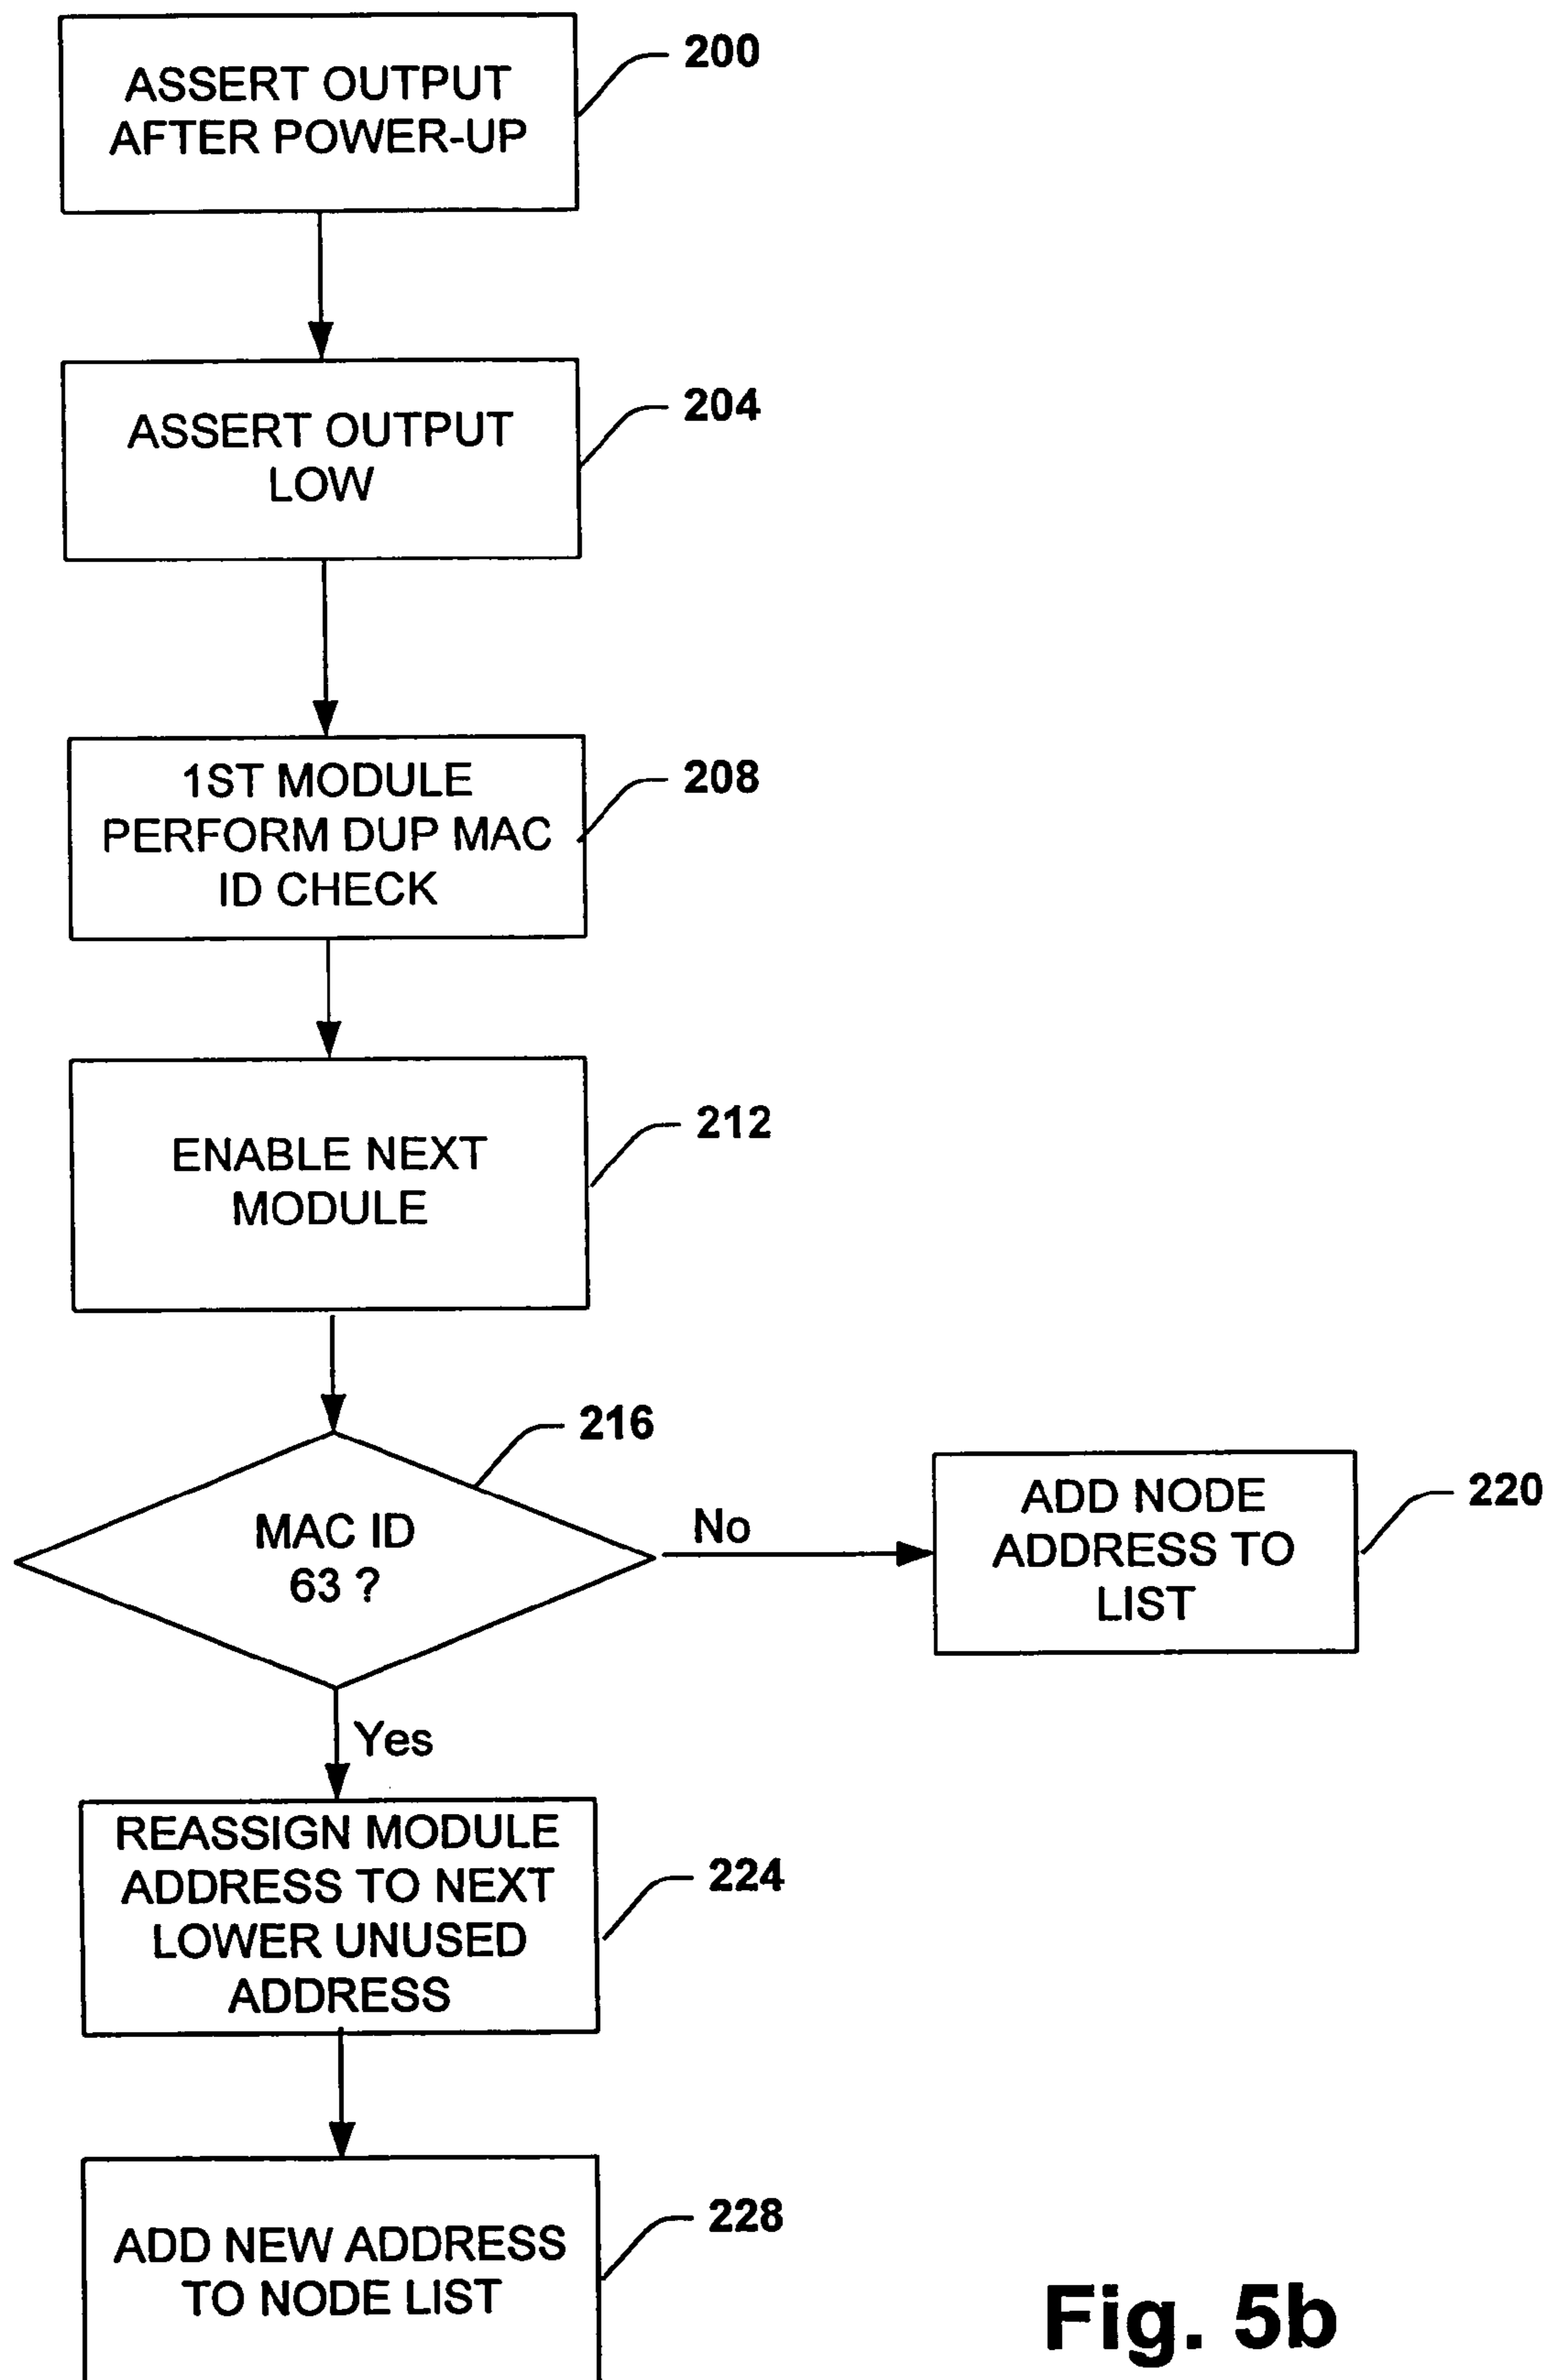 ASSERT OUTPUT
AFTER POWER-UP
200
ASSERT OUTPUT
LOW
204
1ST MODULE
PERFORM DUP MAC
ID CHECK
208
ENABLE NEXT
MODULE
212
MAC ID
63 ?
216
No
ADD NODE
ADDRESS TO
LIST
220
Yes
REASSIGN MODULE
ADDRESS TO NEXT
LOWER UNUSED
ADDRESS
224
ADD NEW ADDRESS
TO NODE LIST
228
Fig. 5b